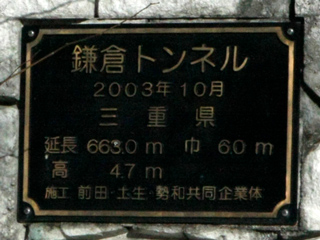 鎌倉トンネル
2003年10月
三重県
延長 663.0 m 巾 6.0 m
高 4.7 m
施工 前田・土生・勢和共同企業体